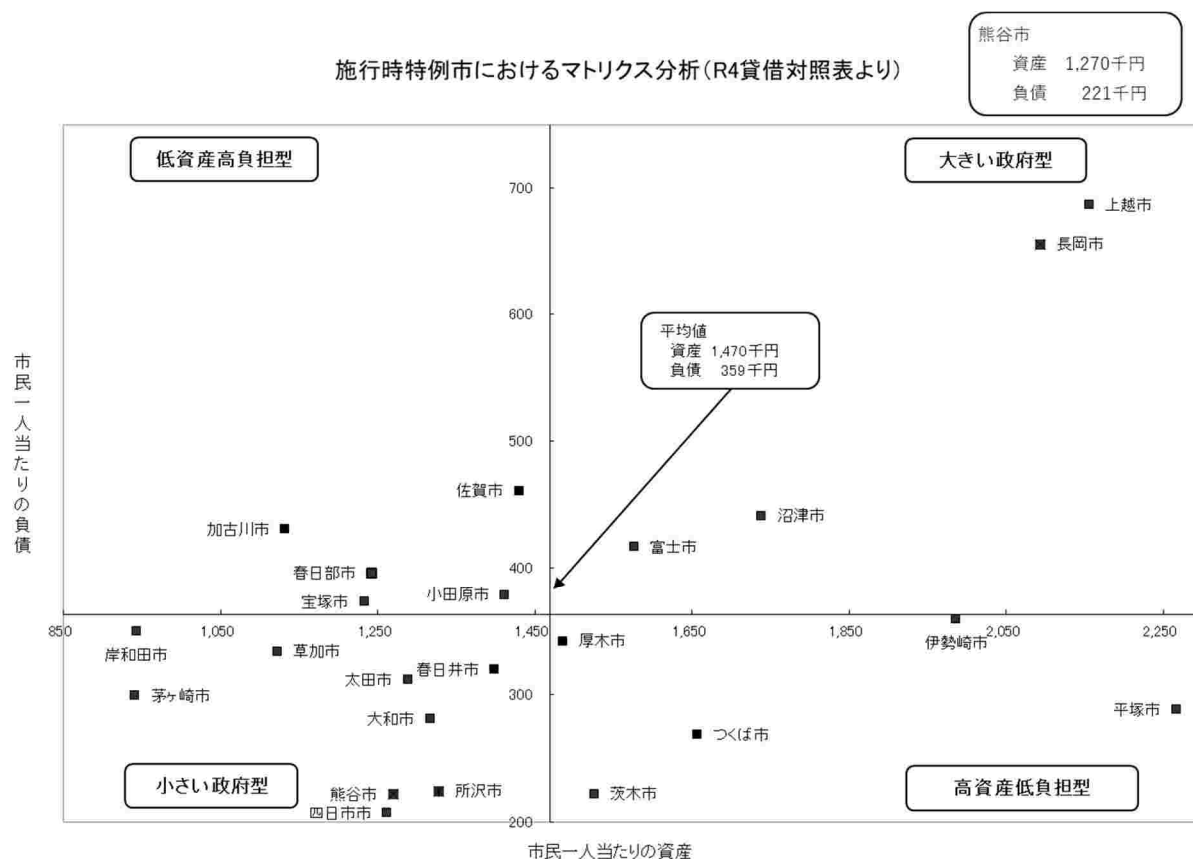 熊谷市
資産 1,270千円
負債 221千円
施行時特例市におけるマトリクス分析(R4貸借対照表より)
低資産高負担型
大きい政府型
700
上越市
長岡市
600
平均値
資産 1,470千円
負債 359千円
市民一人当たりの負債
500
佐賀市
沼津市
加古川市
富士市
400
春日部市
小田原市
宝塚市
850
1,050
1,250
1,450
1,650
1,850
2,050
2,250
伊勢崎市
厚木市
岸和田市
草加市
春日井市
太田市
300
茅ヶ崎市
大和市
平塚市
つくば市
小さい政府型
高資産低負担型
熊谷市
所沢市
茨木市
四日市市
200
市民一人当たりの資産